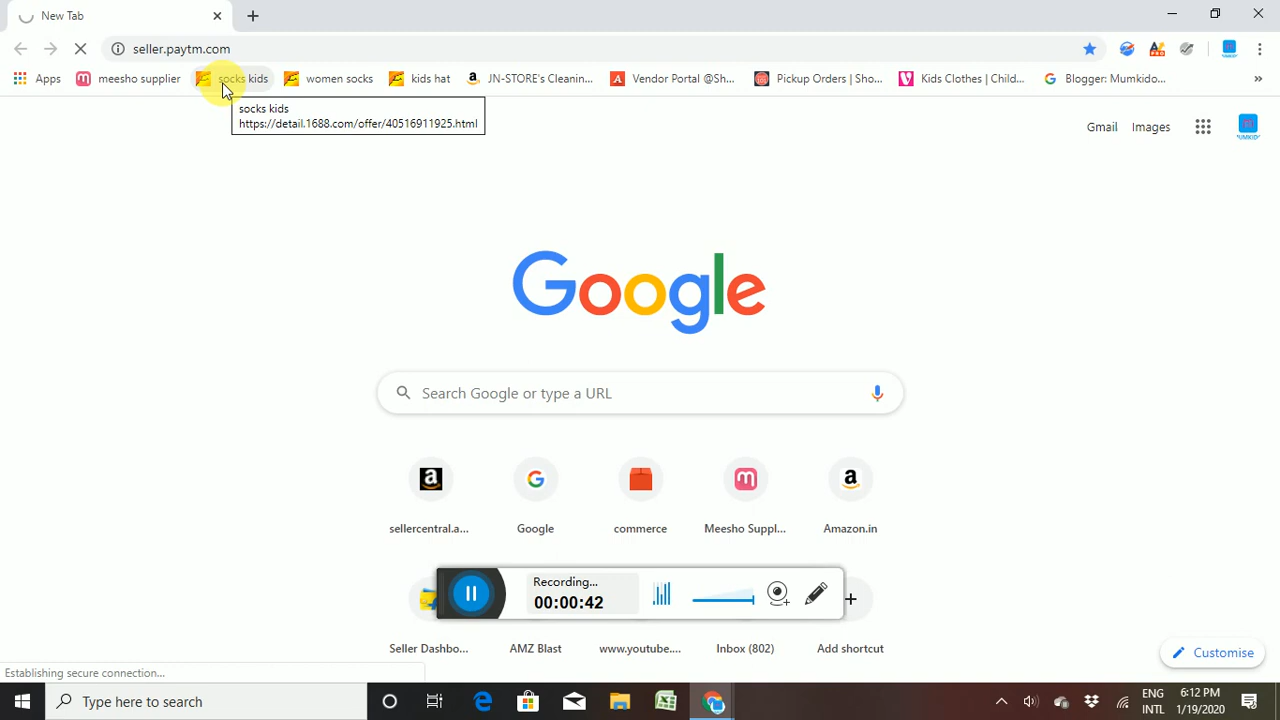 New Tab
seller.paytm.com
Apps
meesho supplier
socks kids
women socks
kids hat
JN-STORE's Cleanin...
Vendor Portal @Sh...
Pickup Orders | Sho...
Kids Clothes | Child...
Blogger: Mumkido...
socks kids
https://detail.1688.com/offer/40516911925.html
Gmail
Images
Google
Search Google or type a URL
sellercentral.a...
Google
commerce
Meesho Suppl...
Amazon.in
Recording...
00:00:42
Seller Dashbo...
AMZ Blast
www.youtube....
Inbox (802)
Add shortcut
Customise
Establishing secure connection...
Type here to search
ENG
INTL
6:12 PM
1/19/2020